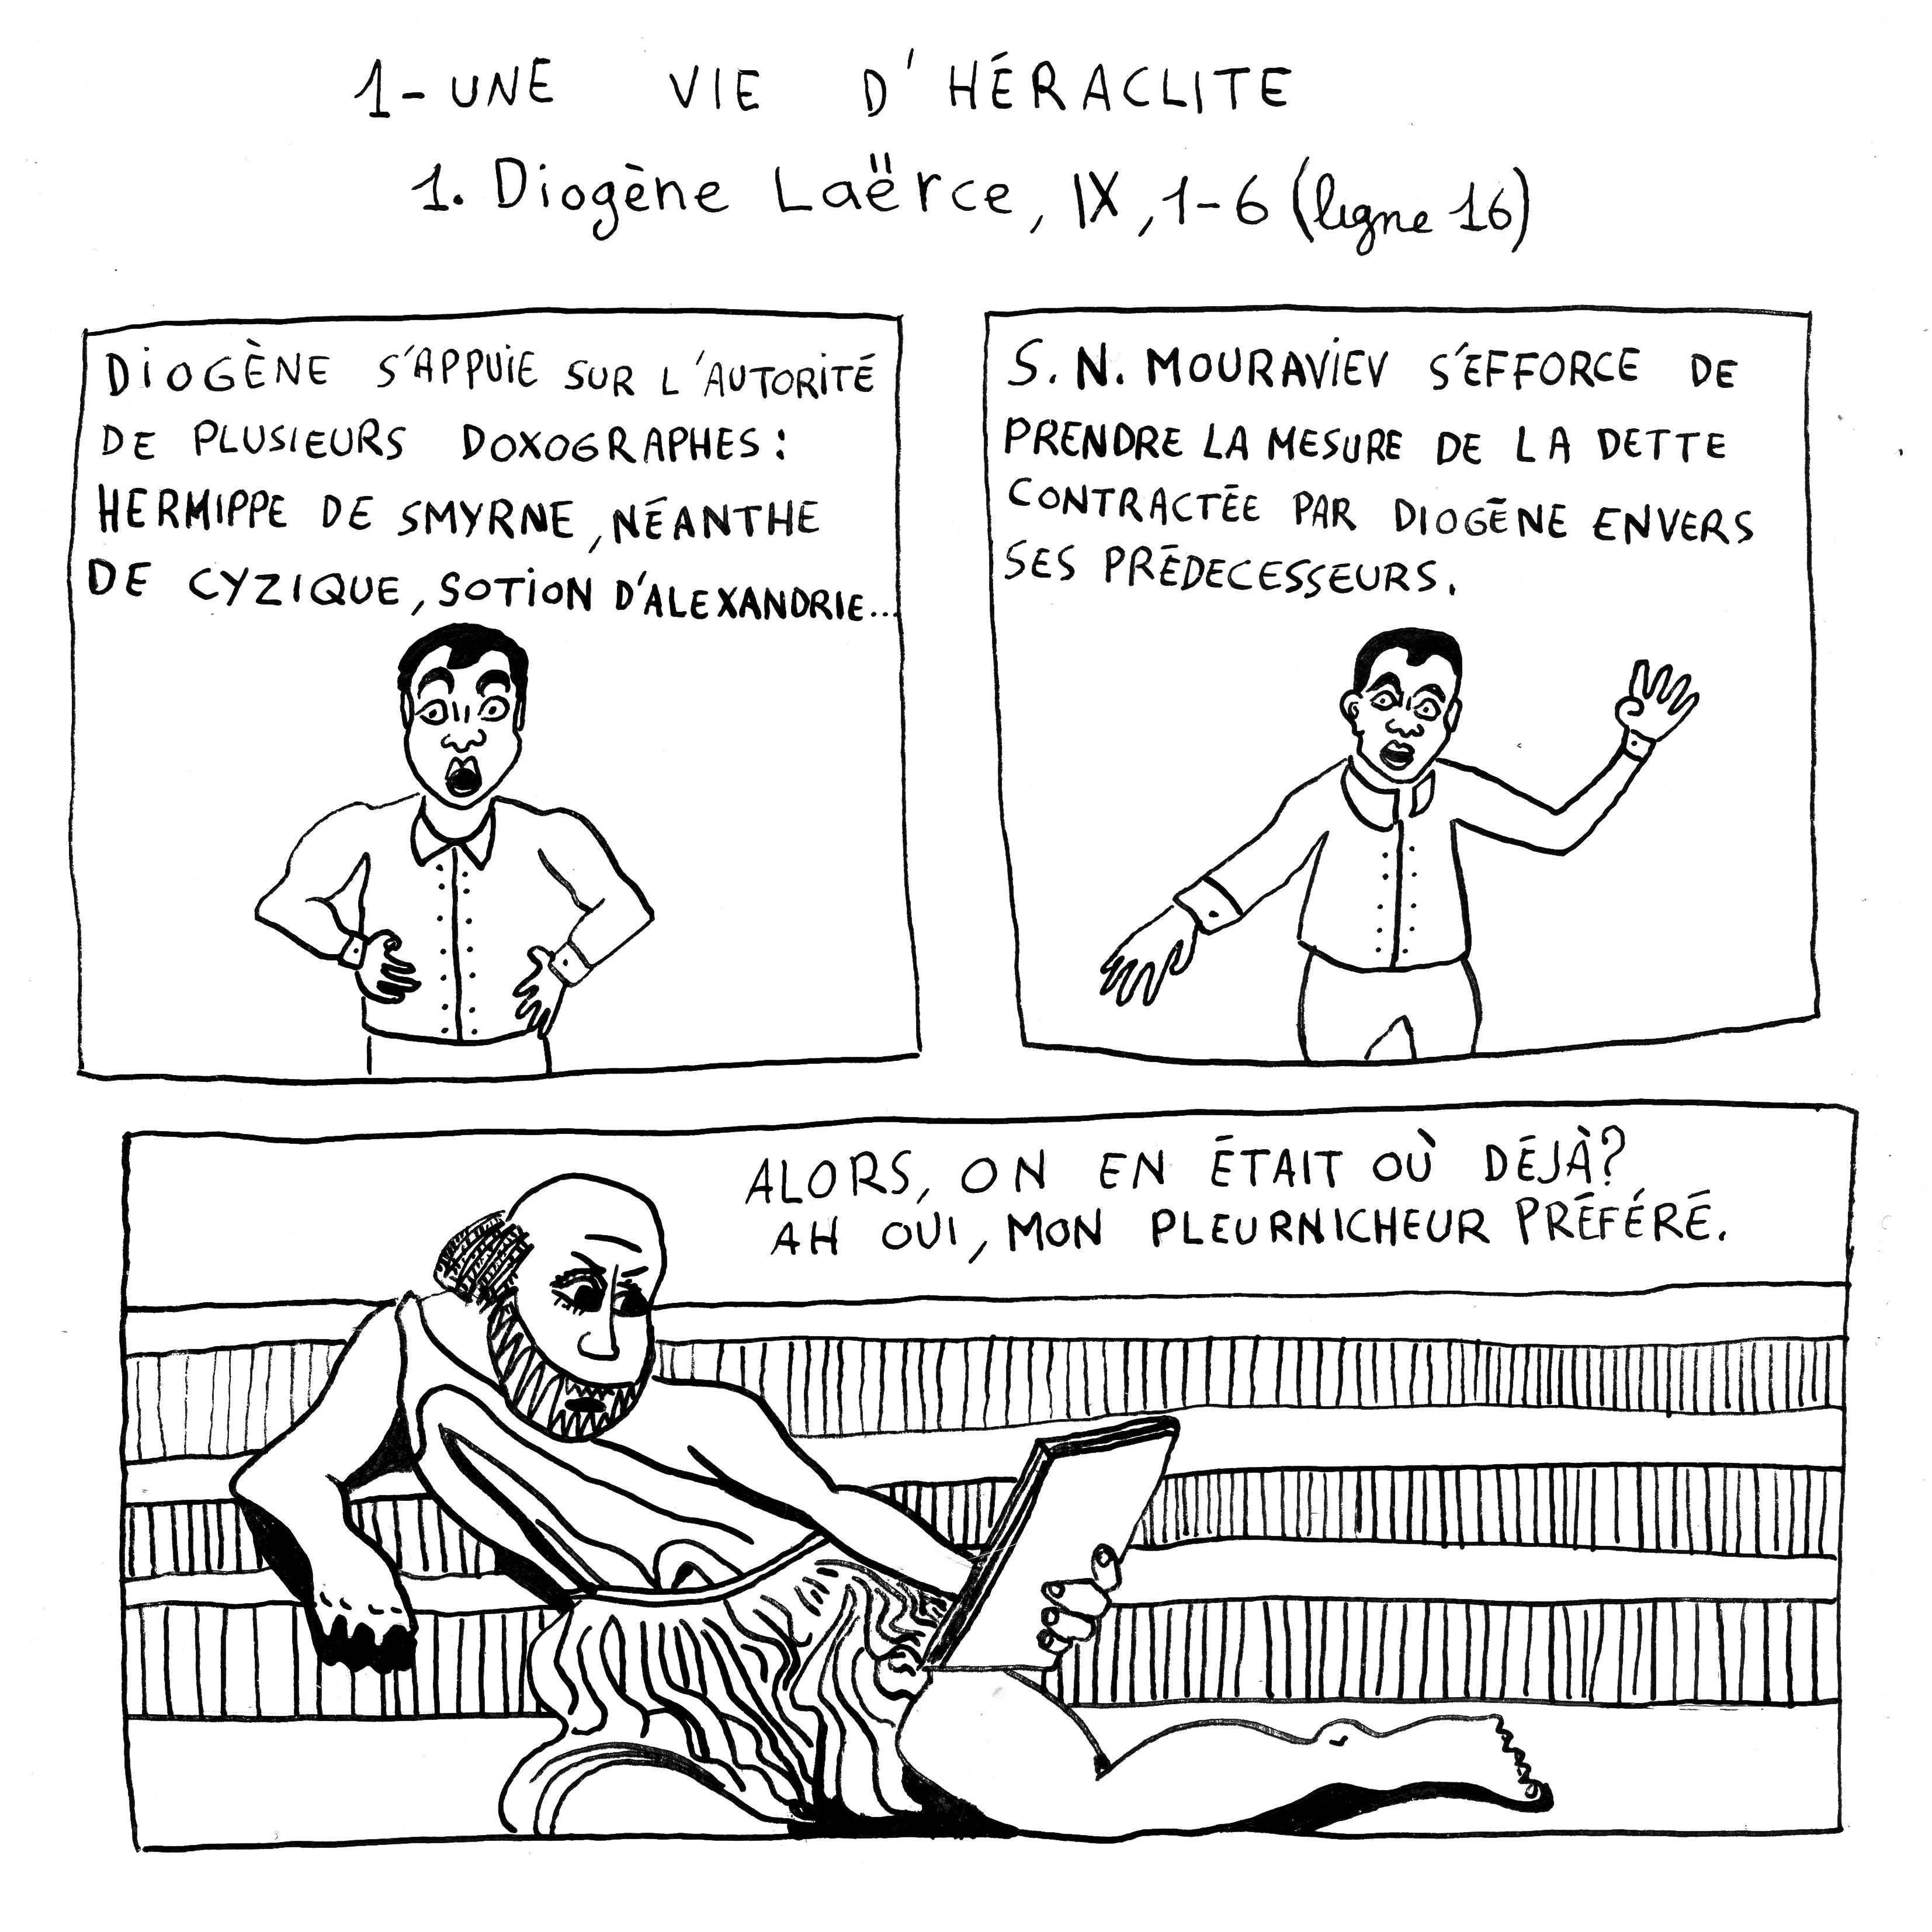 1- UNE VIE D'HÉRACLITE
1. Diogène Laërce, IX, 1-6 (ligne 16)
DIOGÈNE S'APPUIE SUR L'AUTORITÉ
DE PLUSIEURS DOXOGRAPHES :
HERMIPPE DE SMYRNE, NÉANTHE
DE CYZIQUE, SOTION D'ALEXANDRIE...
S. N. MOURAVIEV S'EFFORCE DE
PRENDRE LA MESURE DE LA DETTE
CONTRACTÉE PAR DIOGÈNE ENVERS
SES PRÉDECESSEURS.
ALORS, ON EN ÉTAIT OÙ DÉJÀ?
AH OUI, MON PLEURNICHEUR PRÉFÉRÉ.